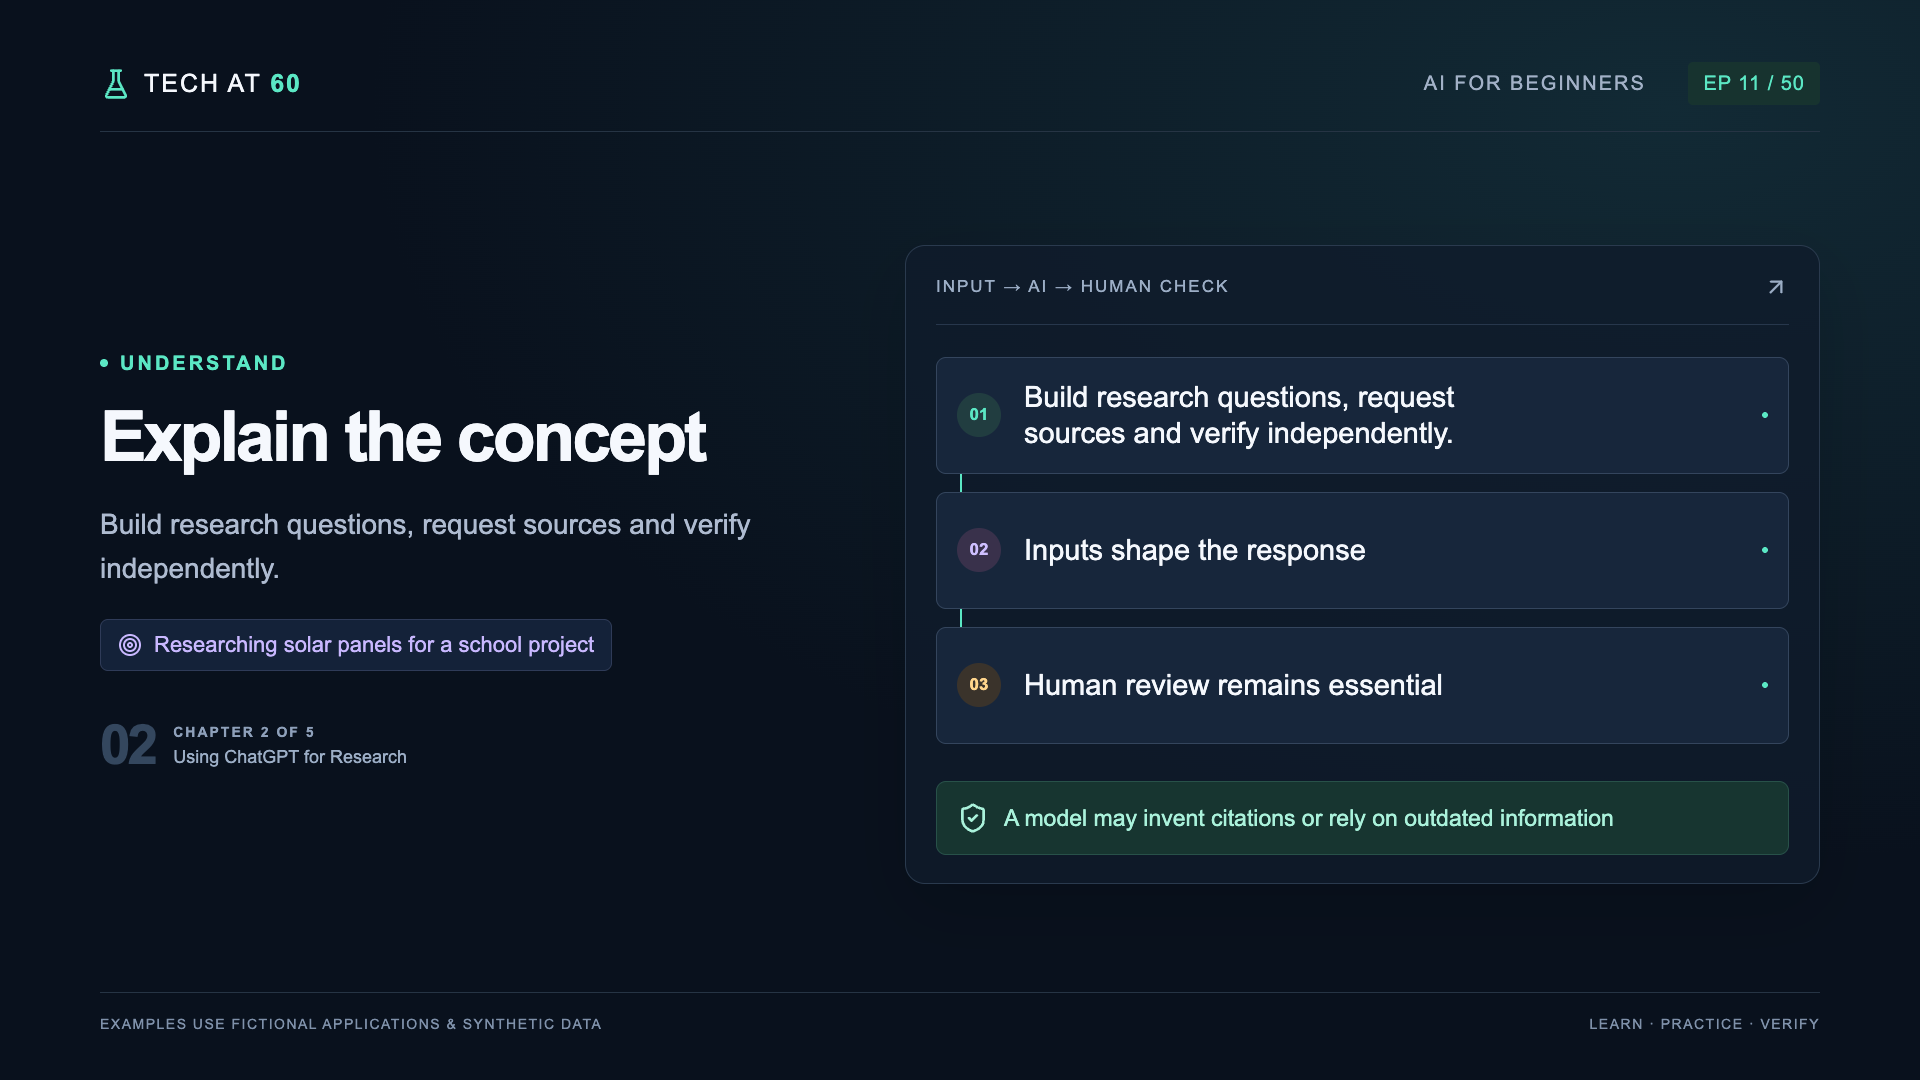 TECH AT 60
AI FOR BEGINNERS
EP 11 / 50
UNDERSTAND
Explain the concept
Build research questions, request sources and verify
independently.
Researching solar panels for a school project
02
CHAPTER 2 OF 5
Using ChatGPT for Research
INPUT → AI → HUMAN CHECK
01
Build research questions, request
sources and verify independently.
02
Inputs shape the response
03
Human review remains essential
A model may invent citations or rely on outdated information
EXAMPLES USE FICTIONAL APPLICATIONS & SYNTHETIC DATA
LEARN · PRACTICE · VERIFY